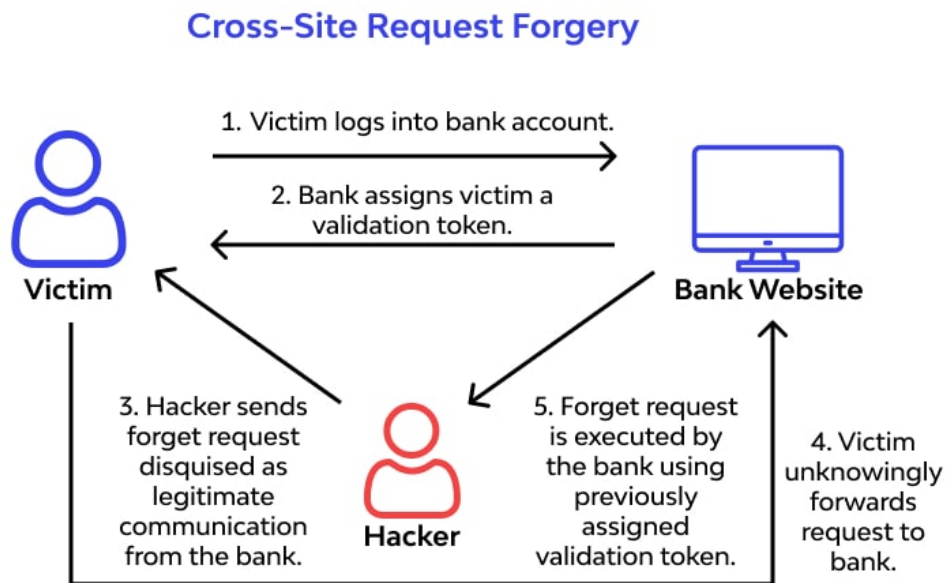 Cross-Site Request Forgery
1. Victim logs into bank account.
2. Bank assigns victim a
validation token.
Victim
Bank Website
3. Hacker sends
forget request
disquised as
legitimate
communication
from the bank.
Hacker
5. Forget request
is executed by
the bank using
previously
assigned
validation token.
4. Victim
unknowingly
forwards
request to
bank.